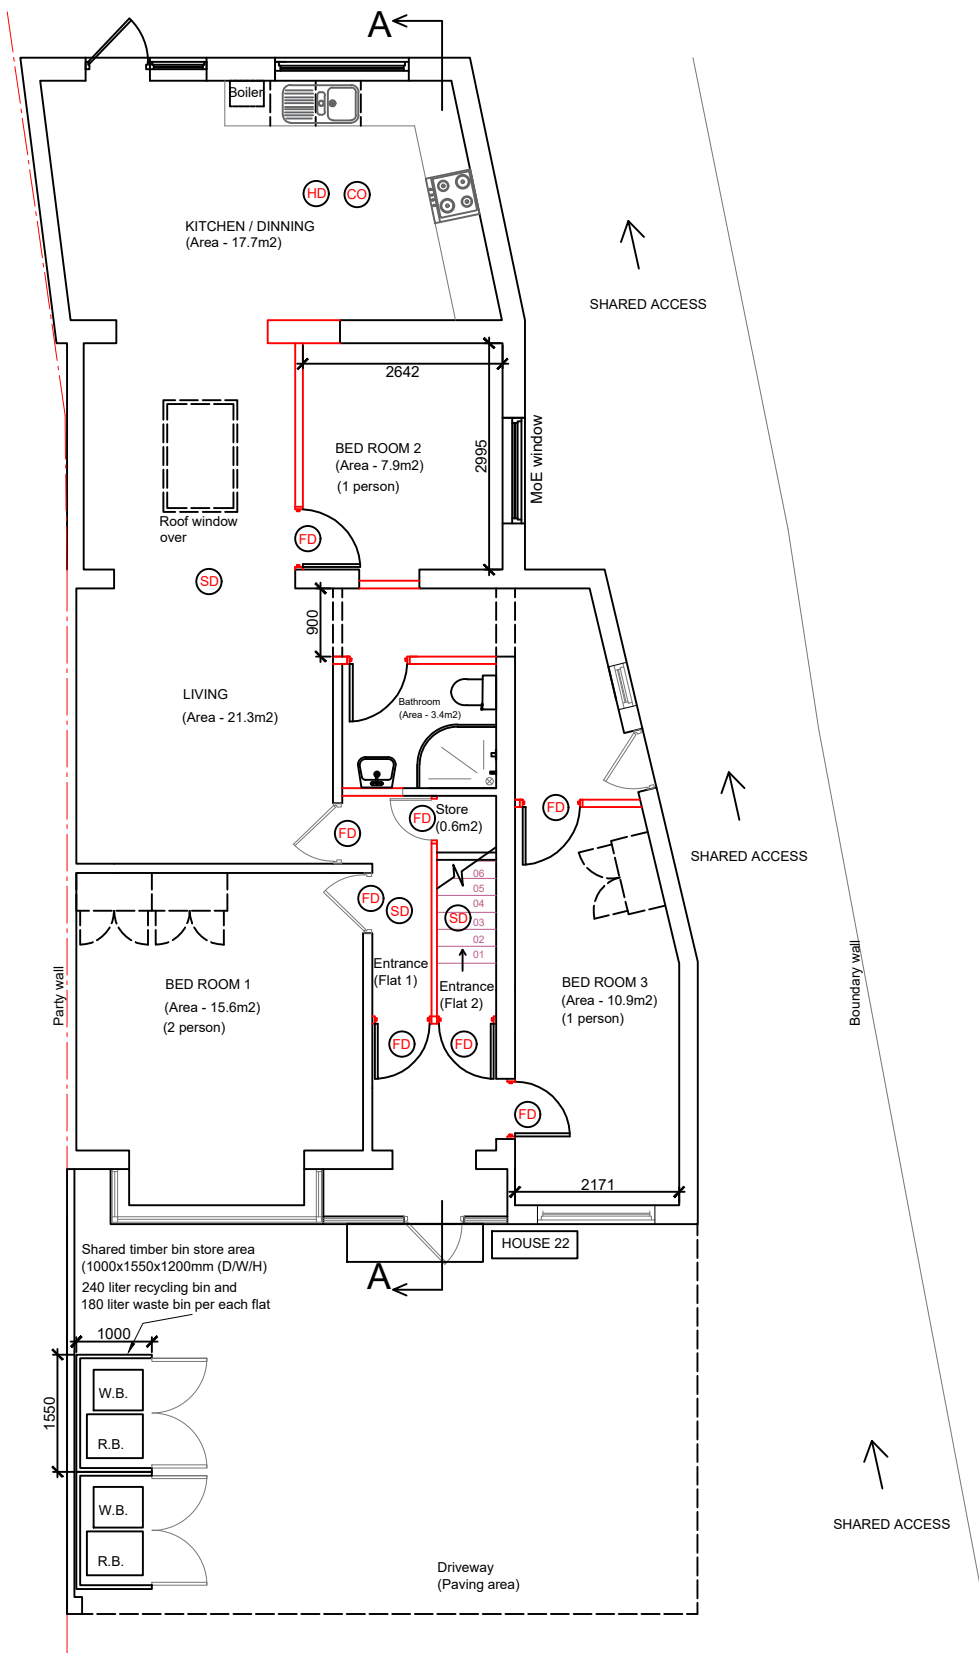 A
Boiler
HD
CO
KITCHEN / DINNING
(Area - 17.7m2)
SHARED ACCESS
2642
BED ROOM 2
(Area - 7.9m2)
(1 person)
2995
MoE window
Roof window
over
FD
SD
900
LIVING
(Area - 21.3m2)
Bathroom
(Area - 3.4m2)
Store
(0.6m2)
FD
FD
FD
SHARED ACCESS
06
05
04
03
02
01
FD
SD
SD
Entrance
(Flat 1)
Entrance
(Flat 2)
BED ROOM 1
(Area - 15.6m2)
(2 person)
BED ROOM 3
(Area - 10.9m2)
(1 person)
Party wall
Boundary wall
FD
FD
FD
2171
HOUSE 22
A
Shared timber bin store area
(1000x1550x1200mm (D/W/H)
240 liter recycling bin and
180 liter waste bin per each flat
1000
1550
W.B.
R.B.
W.B.
R.B.
SHARED ACCESS
Driveway
(Paving area)